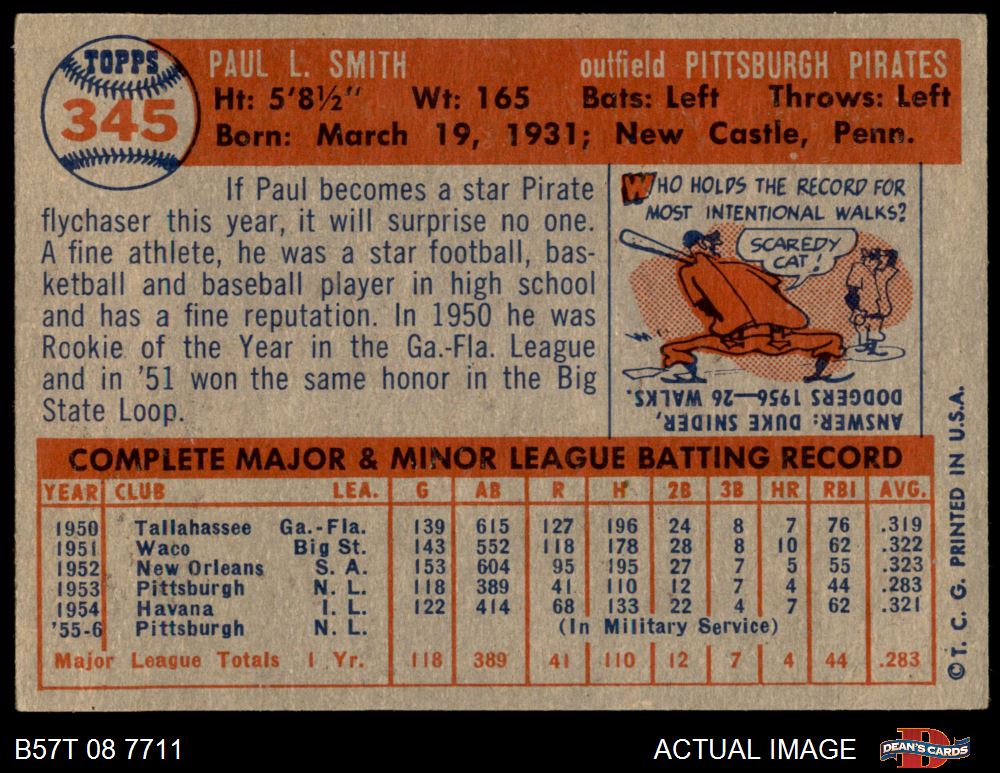 TOPPS
345
PAUL L. SMITH outfield PITTSBURGH PIRATES
Ht: 5'8½" Wt: 165 Bats: Left Throws: Left
Born: March 19, 1931; New Castle, Penn.
If Paul becomes a star Pirate
flychaser this year, it will surprise no one.
A fine athlete, he was a star football, bas-
ketball and baseball player in high school
and has a fine reputation. In 1950 he was
Rookie of the Year in the Ga.-Fla. League
and in '51 won the same honor in the Big
State Loop.
WHO HOLDS THE RECORD FOR
MOST INTENTIONAL WALKS?
SCAREDY
CAT!
ANSWER: DUKE SNIDER,
DODGERS 1956—26 WALKS.
COMPLETE MAJOR & MINOR LEAGUE BATTING RECORD
YEAR CLUB LEA. G AB R H 2B 3B HR RBI AVG.
1950 Tallahassee Ga.-Fla. 139 615 127 196 24 8 7 76 .319
1951 Waco Big St. 143 552 118 178 28 8 10 62 .322
1952 New Orleans S. A. 153 604 95 195 27 7 5 55 .323
1953 Pittsburgh N. L. 118 389 41 110 12 7 4 44 .283
1954 Havana I. L. 122 414 68 133 22 4 7 62 .321
'55-6 Pittsburgh N. L. (In Military Service)
Major League Totals 1 Yr. 118 389 41 110 12 7 4 44 .283
©T. C. G. PRINTED IN U.S.A.
B57T 08 7711 ACTUAL IMAGE
DEAN'S CARDS